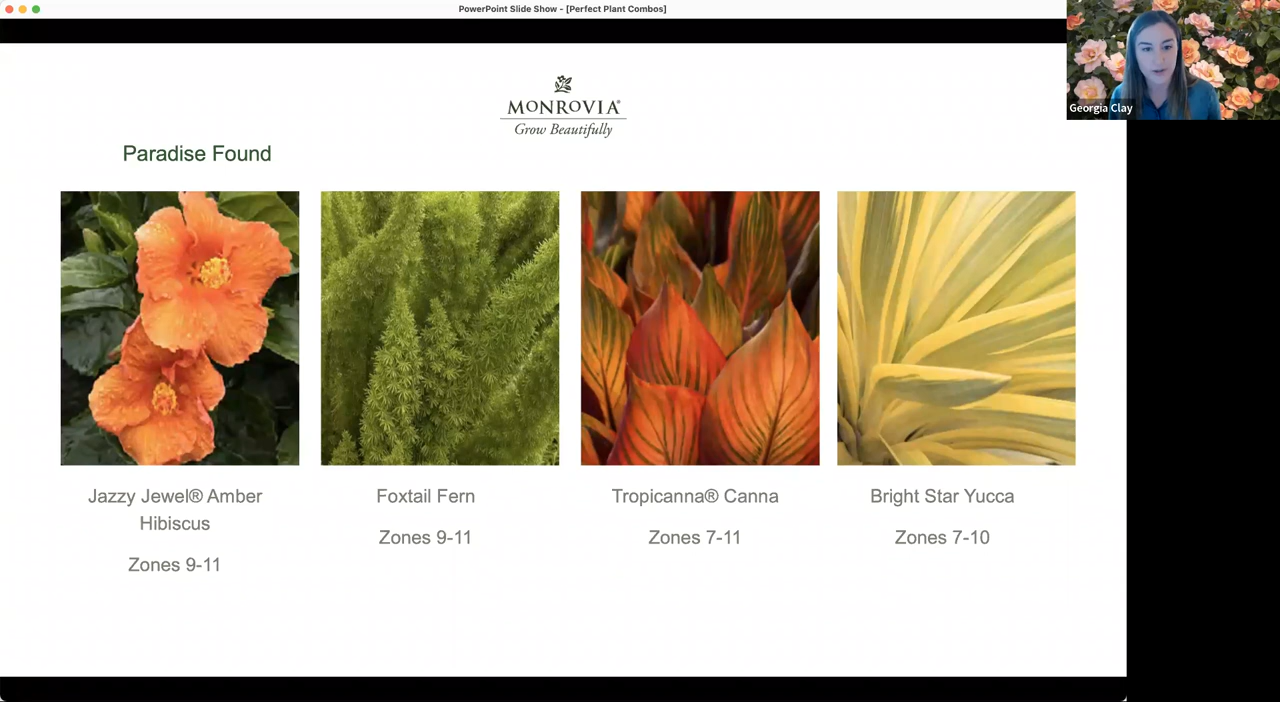 PowerPoint Slide Show - [Perfect Plant Combos]
Georgia Clay
MONROVIA®
Grow Beautifully
Paradise Found
Jazzy Jewel® Amber
Hibiscus
Zones 9-11
Foxtail Fern
Zones 9-11
Tropicanna® Canna
Zones 7-11
Bright Star Yucca
Zones 7-10